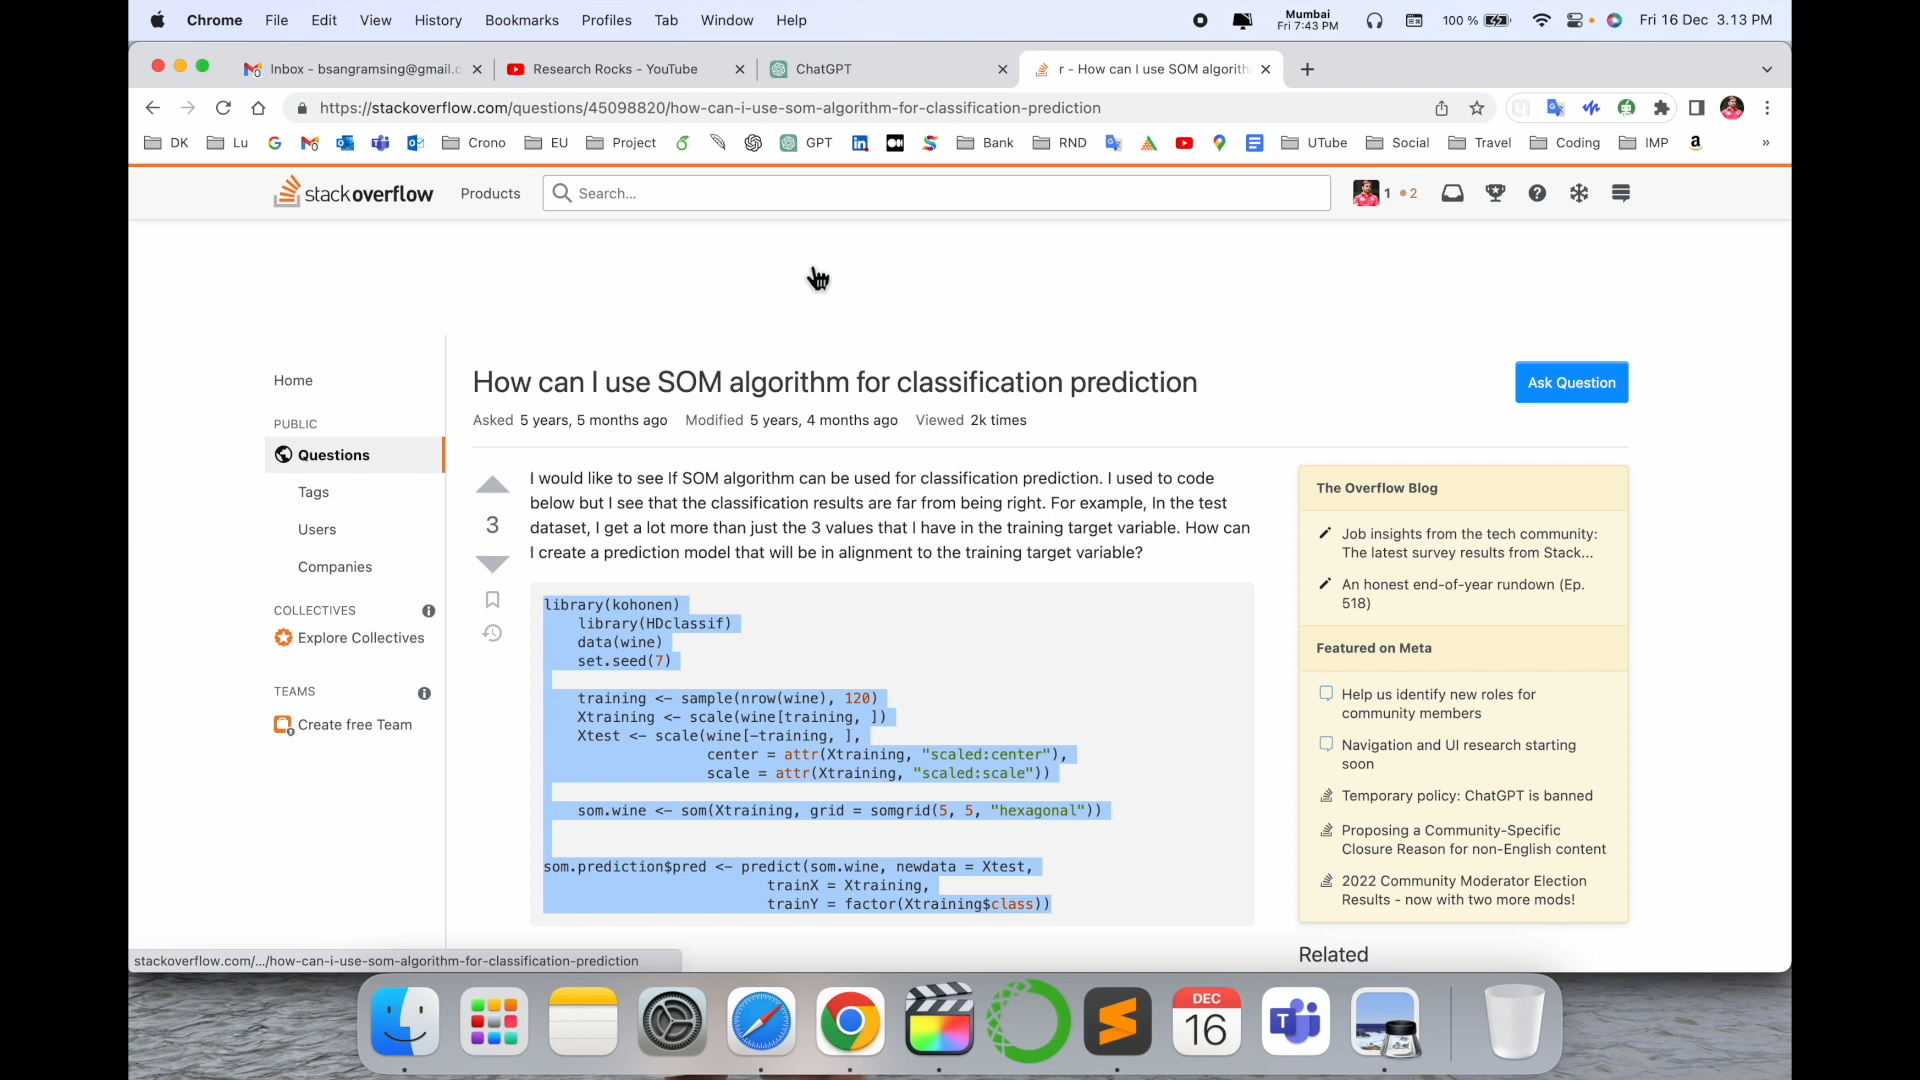 Chrome File Edit View History Bookmarks Profiles Tab Window Help Mumbai Fri 7:43 PM 100 % Fri 16 Dec 3.13 PM
Inbox - bsangramsing@gmail.c Research Rocks - YouTube ChatGPT r - How can I use SOM algorith
https://stackoverflow.com/questions/45098820/how-can-i-use-som-algorithm-for-classification-prediction
DK Lu Crono EU Project GPT Bank RND UTube Social Travel Coding IMP »
stackoverflow Products Search... 1 2
Home
PUBLIC
Questions
Tags
Users
Companies
COLLECTIVES
Explore Collectives
TEAMS
Create free Team
How can I use SOM algorithm for classification prediction
Ask Question
Asked 5 years, 5 months ago Modified 5 years, 4 months ago Viewed 2k times
3
I would like to see If SOM algorithm can be used for classification prediction. I used to code
below but I see that the classification results are far from being right. For example, In the test
dataset, I get a lot more than just the 3 values that I have in the training target variable. How can
I create a prediction model that will be in alignment to the training target variable?
library(kohonen)
library(HDclassif)
data(wine)
set.seed(7)
training <- sample(nrow(wine), 120)
Xtraining <- scale(wine[training, ])
Xtest <- scale(wine[-training, ],
center = attr(Xtraining, "scaled:center"),
scale = attr(Xtraining, "scaled:scale"))
som.wine <- som(Xtraining, grid = somgrid(5, 5, "hexagonal"))
som.prediction$pred <- predict(som.wine, newdata = Xtest,
trainX = Xtraining,
trainY = factor(Xtraining$class))
The Overflow Blog
Job insights from the tech community:
The latest survey results from Stack...
An honest end-of-year rundown (Ep.
518)
Featured on Meta
Help us identify new roles for
community members
Navigation and UI research starting
soon
Temporary policy: ChatGPT is banned
Proposing a Community-Specific
Closure Reason for non-English content
2022 Community Moderator Election
Results - now with two more mods!
Related
stackoverflow.com/.../how-can-i-use-som-algorithm-for-classification-prediction
DEC
16